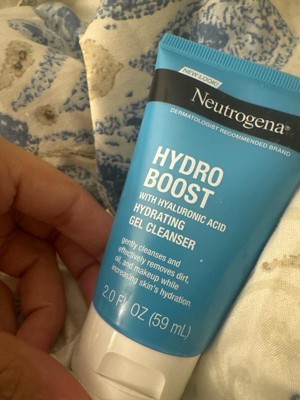 NEW LOOK!
Neutrogena®
DERMATOLOGIST RECOMMENDED BRAND
HYDRO
BOOST
WITH HYALURONIC ACID
HYDRATING
GEL CLEANSER
gently cleanses and
effectively removes dirt,
oil, and makeup while
increasing skin's hydration
2.0 FL OZ (59 mL)